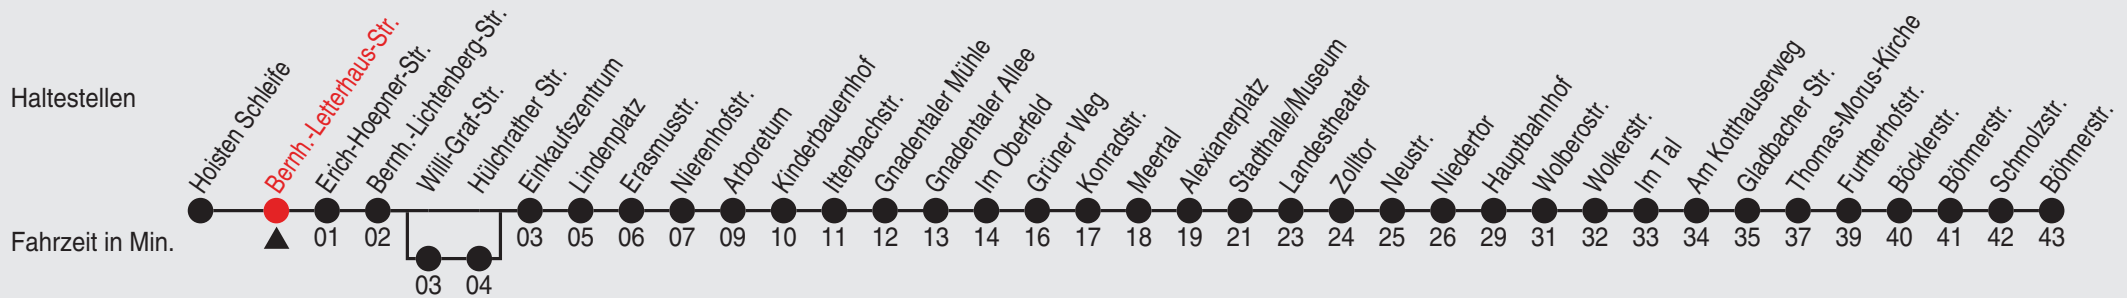 Haltestellen
Hoisten Schleife
Bernh.-Letterhaus-Str.
Erich-Hoepner-Str.
Bernh.-Lichtenberg-Str.
Willi-Graf-Str.
Hülchrather Str.
Einkaufszentrum
Lindenplatz
Erasmusstr.
Nierenhofstr.
Arboretum
Kinderbauernhof
Ittenbachstr.
Gnadentaler Mühle
Gnadentaler Allee
Im Oberfeld
Grüner Weg
Konradstr.
Meertal
Alexianerplatz
Stadthalle/Museum
Landestheater
Zolltor
Neustr.
Niedertor
Hauptbahnhof
Wolberostr.
Wolkerstr.
Im Tal
Am Kotthauserweg
Gladbacher Str.
Thomas-Morus-Kirche
Furtherhofstr.
Böcklerstr.
Böhmerstr.
Schmolzstr.
Böhmerstr.
Fahrzeit in Min. 01 02 03 05 06 07 09 10 11 12 13 14 16 17 18 19 21 23 24 25 26 29 31 32 33 34 35 37 39 40 41 42 43
03 04